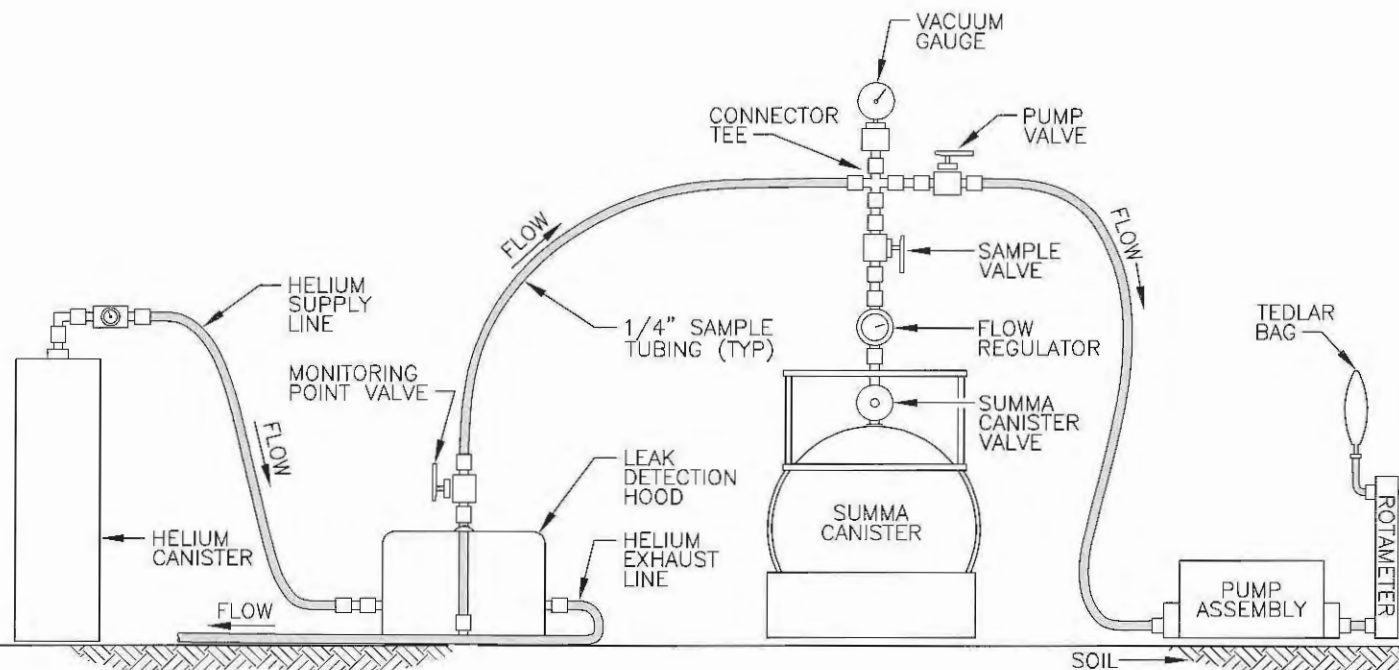 VACUUM
GAUGE
CONNECTOR
TEE
PUMP
VALVE
FLOW
FLOW
SAMPLE
VALVE
HELIUM
SUPPLY
LINE
1/4" SAMPLE
TUBING (TYP)
FLOW
REGULATOR
TEDLAR
BAG
MONITORING
POINT VALVE
SUMMA
CANISTER
VALVE
FLOW
LEAK
DETECTION
HOOD
SUMMA
CANISTER
HELIUM
CANISTER
HELIUM
EXHAUST
LINE
ROTAMETER
PUMP
ASSEMBLY
FLOW
SOIL